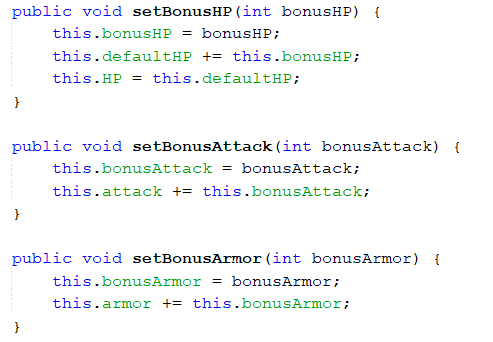 public void setBonusHP(int bonusHP) {
    this.bonusHP = bonusHP;
    this.defaultHP += this.bonusHP;
    this.HP = this.defaultHP;
}

public void setBonusAttack(int bonusAttack) {
    this.bonusAttack = bonusAttack;
    this.attack += this.bonusAttack;
}

public void setBonusArmor(int bonusArmor) {
    this.bonusArmor = bonusArmor;
    this.armor += this.bonusArmor;
}